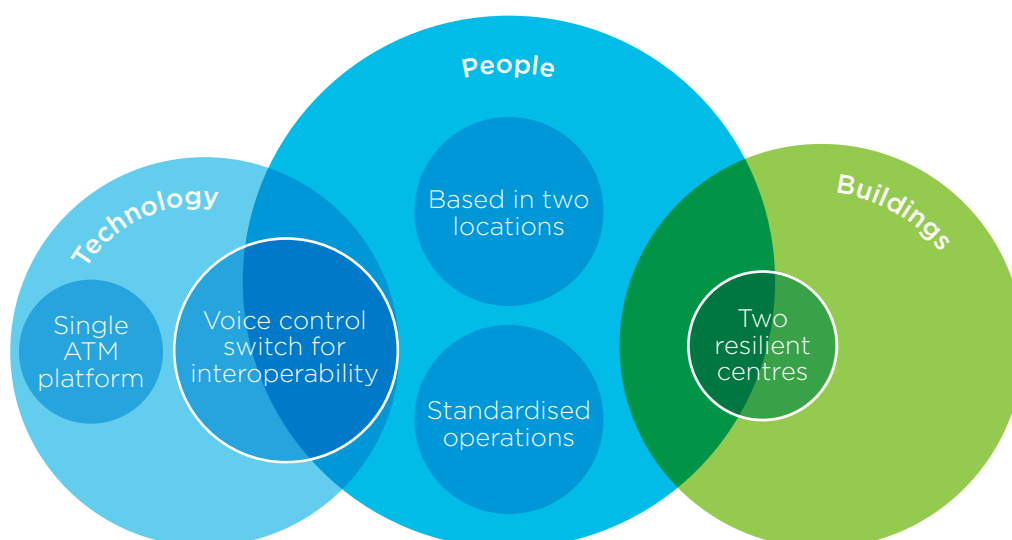 People
Technology
Buildings
Based in two
locations
Single
ATM
platform
Voice control
switch for
interoperability
Two
resilient
centres
Standardised
operations